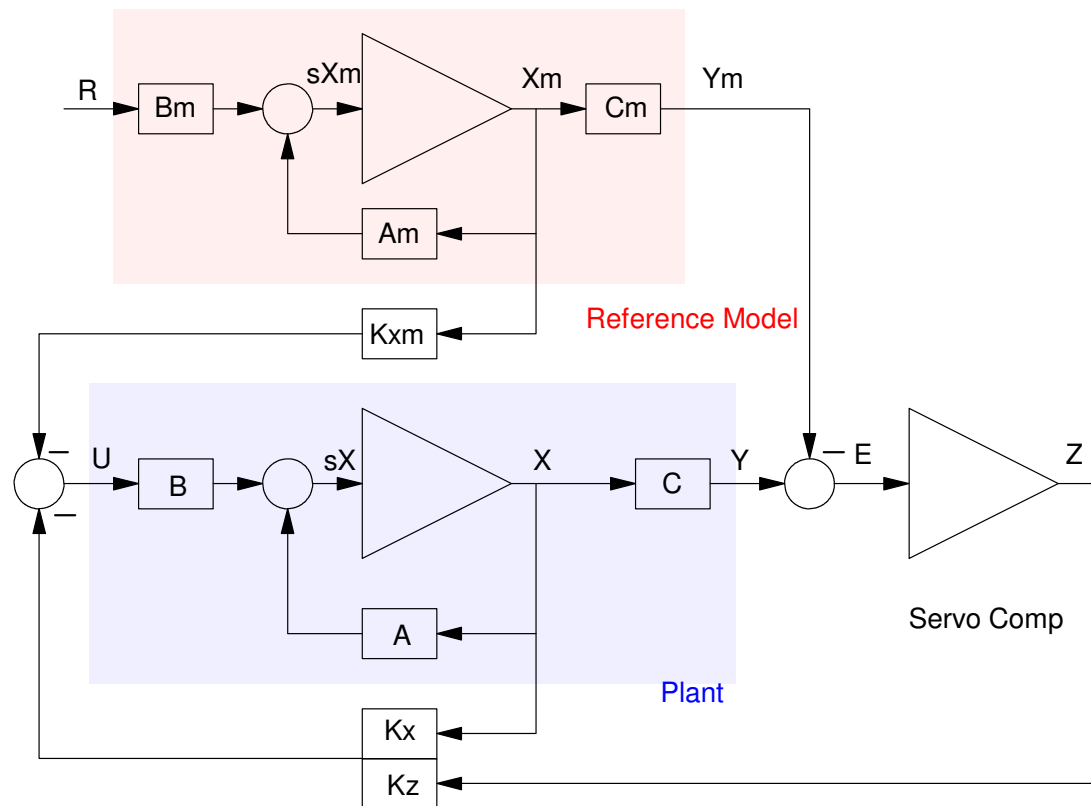 R
Bm
sXm
Xm
Cm
Ym
Am
Kxm
Reference Model
U
B
sX
X
C
Y
E
Z
A
Servo Comp
Plant
Kx
Kz